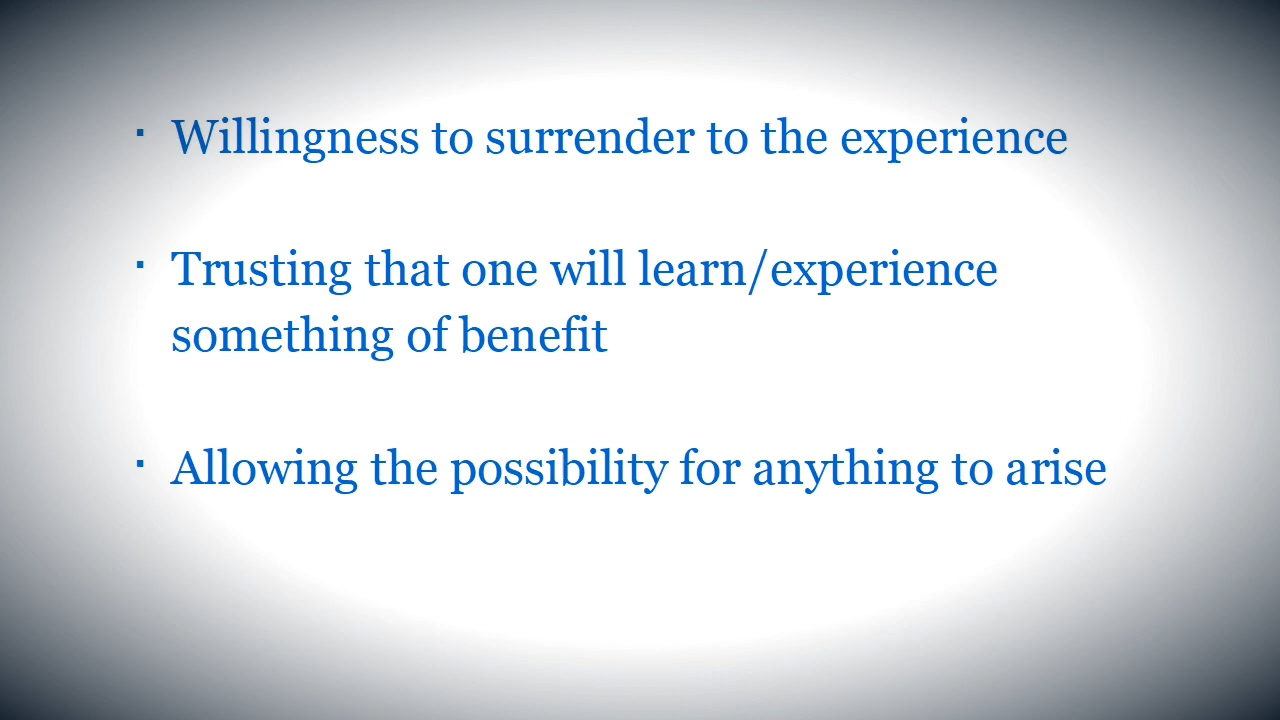 ▪ Willingness to surrender to the experience
▪ Trusting that one will learn/experience
something of benefit
▪ Allowing the possibility for anything to arise